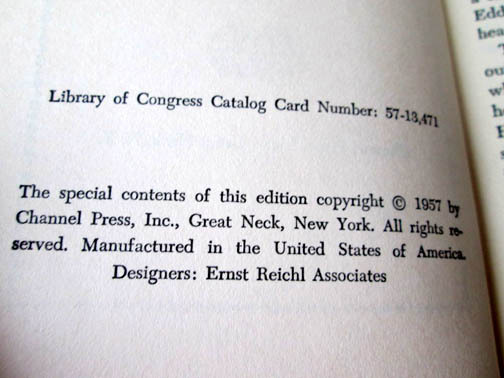 Library of Congress Catalog Card Number: 57-13,471
The special contents of this edition copyright © 1957 by
Channel Press, Inc., Great Neck, New York. All rights re-
served. Manufactured in the United States of America.
Designers: Ernst Reichl Associates